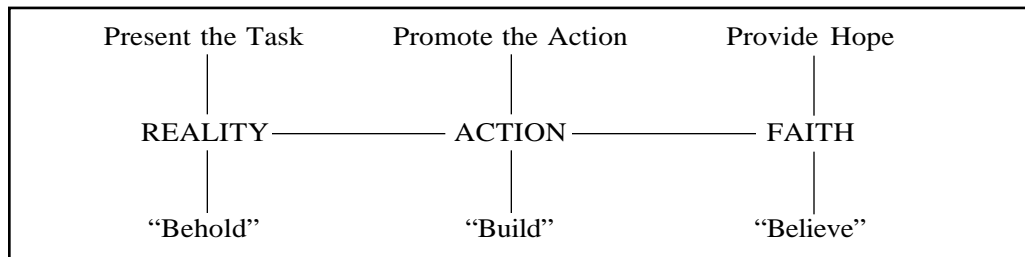 Present the Task Promote the Action Provide Hope
REALITY ACTION FAITH
“Behold” “Build” “Believe”